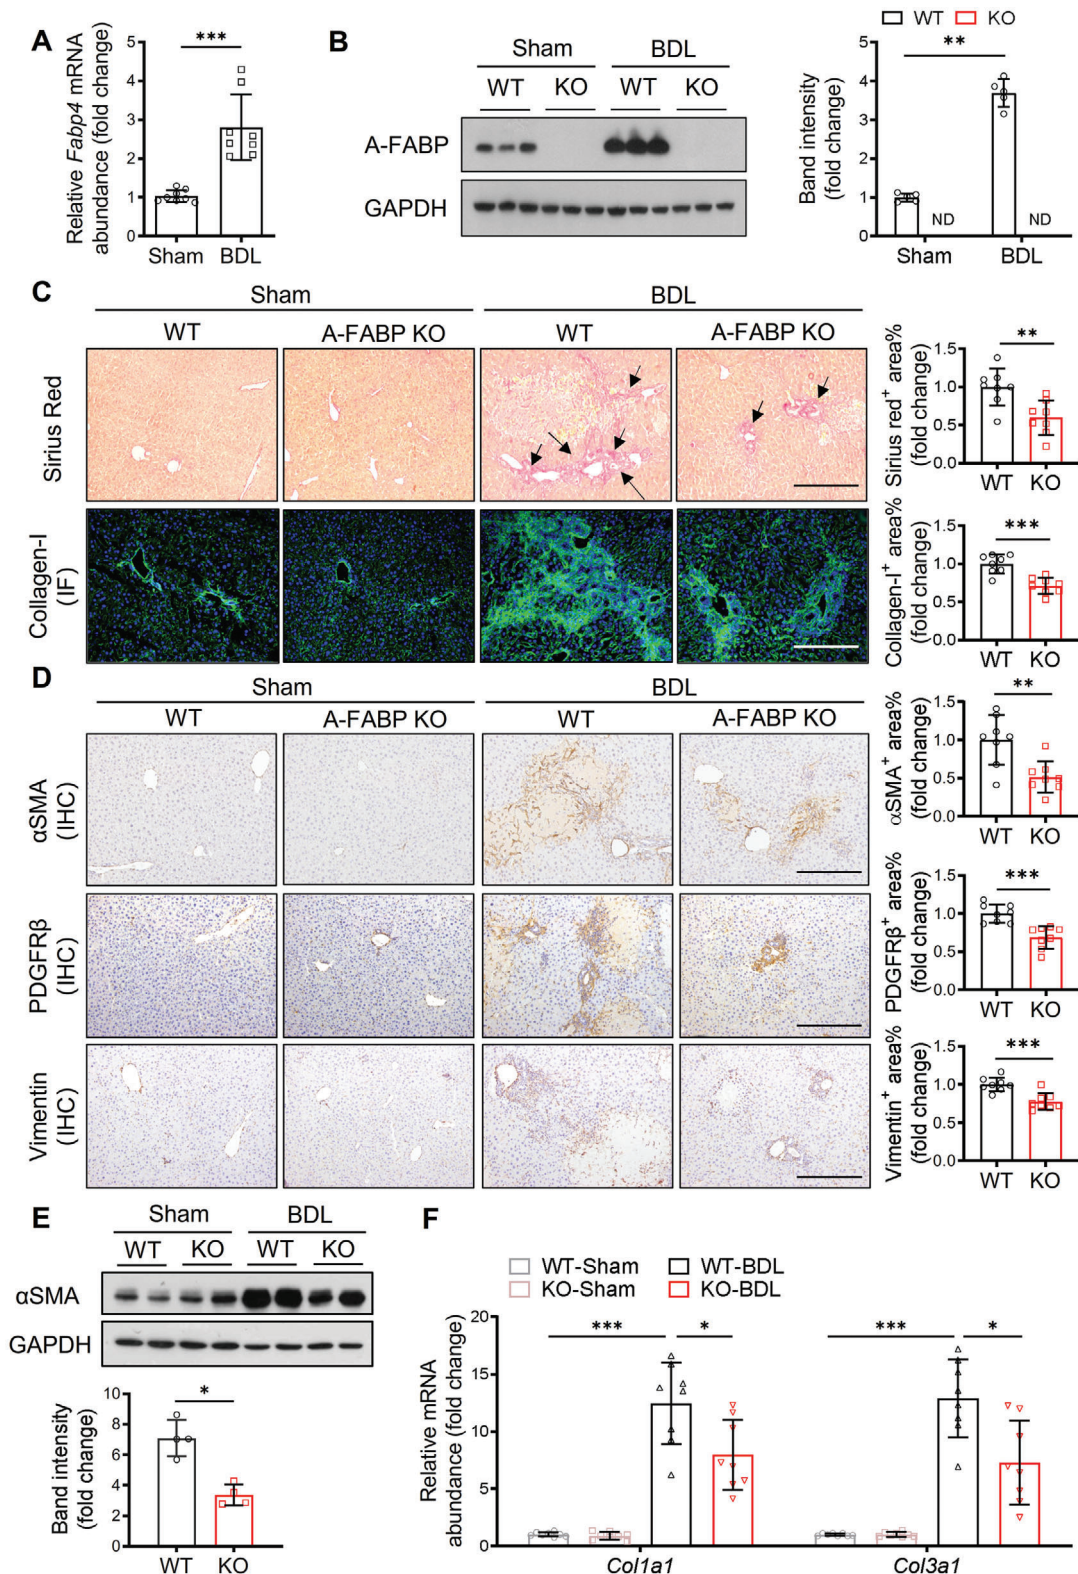 A
Relative Fabp4 mRNA
abundance (fold change)
5
4
3
2
1
0
***
Sham
BDL
B
Sham
BDL
WT
KO
WT
KO
A-FABP
GAPDH
WT
KO
Band intensity
(fold change)
5
4
3
2
1
0
**
ND
ND
Sham
BDL
C
Sham
BDL
WT
A-FABP KO
WT
A-FABP KO
Sirius Red
Sirius red+ area%
(fold change)
1.5
1.0
0.5
0.0
**
WT
KO
Collagen-I
(IF)
Collagen-I+ area%
(fold change)
1.5
1.0
0.5
0.0
***
WT
KO
D
Sham
BDL
WT
A-FABP KO
WT
A-FABP KO
αSMA
(IHC)
αSMA+ area%
(fold change)
1.5
1.0
0.5
0.0
**
WT
KO
PDGFRβ
(IHC)
PDGFRβ+ area%
(fold change)
1.5
1.0
0.5
0.0
***
WT
KO
Vimentin
(IHC)
Vimentin+ area%
(fold change)
1.5
1.0
0.5
0.0
***
WT
KO
E
Sham
BDL
WT
KO
WT
KO
αSMA
GAPDH
Band intensity
(fold change)
10
8
6
4
2
0
*
WT
KO
F
WT-Sham
WT-BDL
KO-Sham
KO-BDL
Relative mRNA
abundance (fold change)
20
15
10
5
0
***
*
***
*
Col1a1
Col3a1